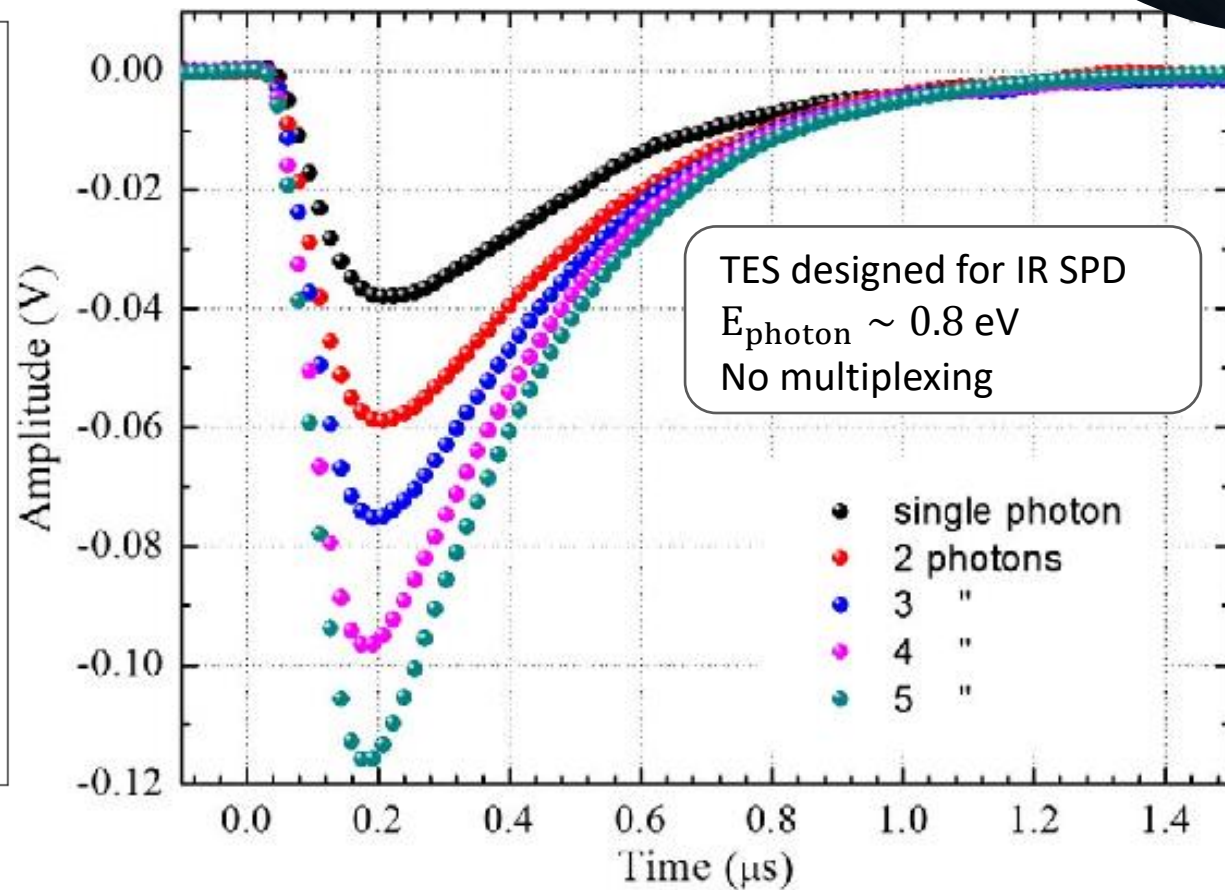 0.00
-0.02
-0.04
-0.06
-0.08
-0.10
-0.12
Amplitude (V)
TES designed for IR SPD
E_photon ~ 0.8 eV
No multiplexing
single photon
2 photons
3 "
4 "
5 "
0.0 0.2 0.4 0.6 0.8 1.0 1.2 1.4
Time (μs)